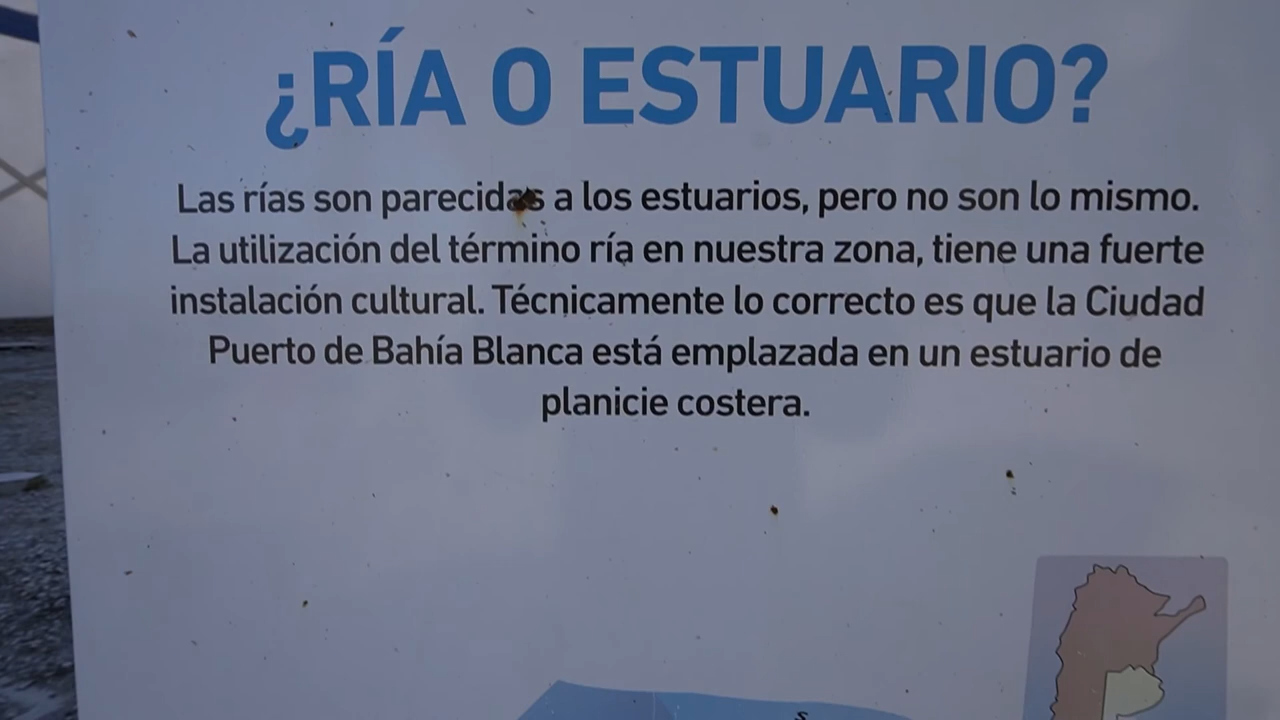 ¿RÍA O ESTUARIO?
Las rías son parecidas a los estuarios, pero no son lo mismo.
La utilización del término ría en nuestra zona, tiene una fuerte
instalación cultural. Técnicamente lo correcto es que la Ciudad
Puerto de Bahía Blanca está emplazada en un estuario de
planicie costera.